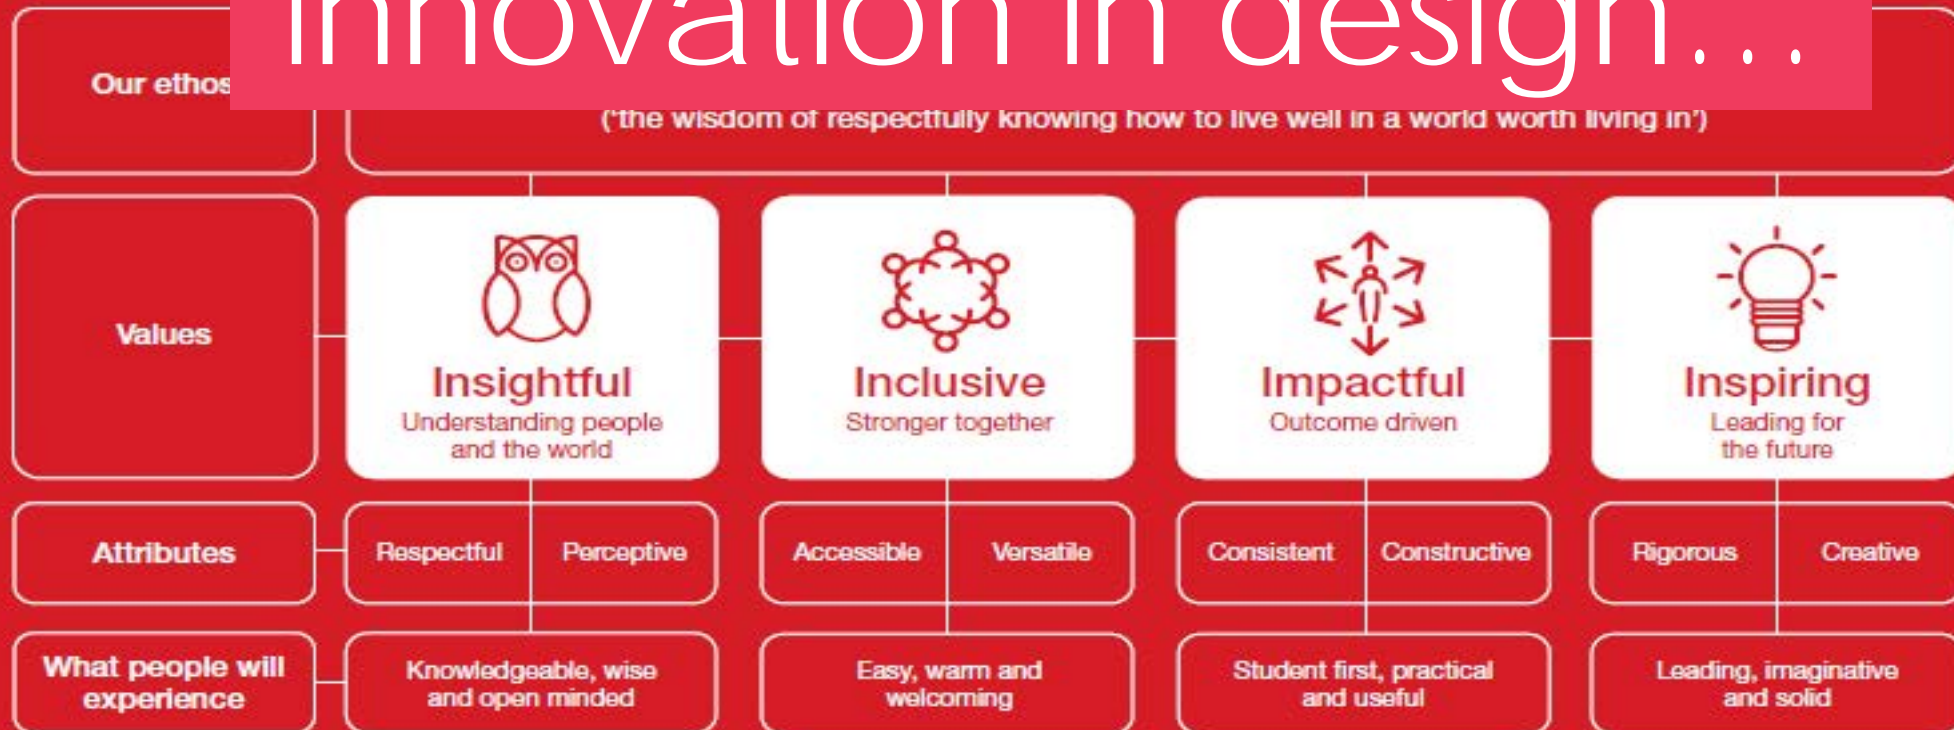 innovation in design...
Our ethos
('the wisdom of respectfully knowing how to live well in a world worth living in')
Values
Insightful
Understanding people
and the world
Inclusive
Stronger together
Impactful
Outcome driven
Inspiring
Leading for
the future
Attributes
Respectful
Perceptive
Accessible
Versatile
Consistent
Constructive
Rigorous
Creative
What people will
experience
Knowledgeable, wise
and open minded
Easy, warm and
welcoming
Student first, practical
and useful
Leading, imaginative
and solid